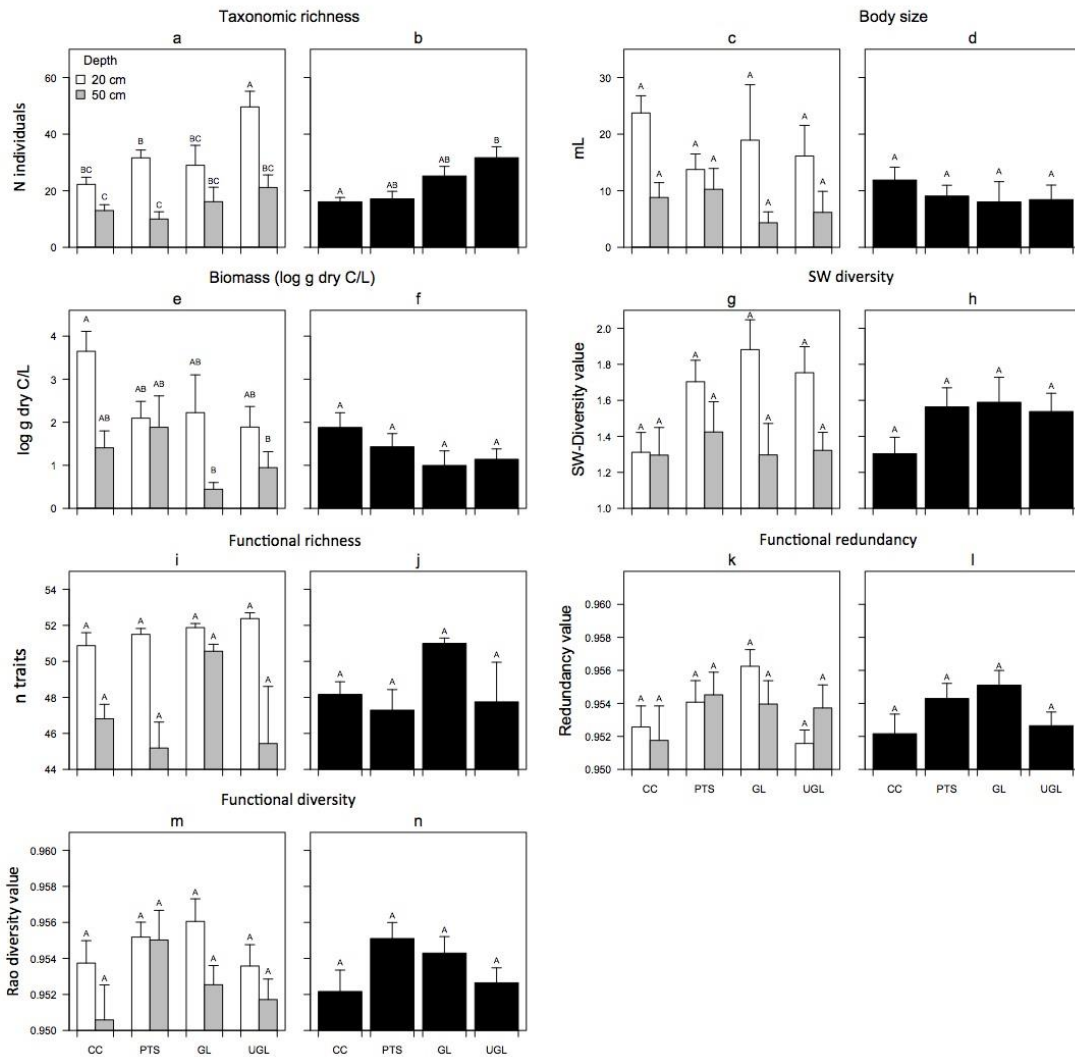 Taxonomic richness
a
b
Depth
20 cm
50 cm
N individuals
60
40
20
0
BC
C
B
C
BC
BC
A
BC
A
AB
AB
B
Body size
c
d
mL
30
20
10
0
A
A
A
A
A
A
A
A
A
A
A
A
Biomass (log g dry C/L)
e
f
log g dry C/L
4
3
2
1
0
A
AB
AB
AB
AB
B
AB
B
A
A
A
A
SW diversity
g
h
SW-Diversity value
2.0
1.8
1.6
1.4
1.2
1.0
A
A
A
A
A
A
A
A
A
A
A
A
Functional richness
i
j
n traits
54
52
50
48
46
44
A
A
A
A
A
A
A
A
A
A
A
A
Functional redundancy
k
l
Redundancy value
0.960
0.958
0.956
0.954
0.952
0.950
A
A
A
A
A
A
A
A
A
A
A
A
CC PTS GL UGL
CC PTS GL UGL
Functional diversity
m
n
Rao diversity value
0.960
0.958
0.956
0.954
0.952
0.950
A
A
A
A
A
A
A
A
A
A
A
A
CC PTS GL UGL
CC PTS GL UGL